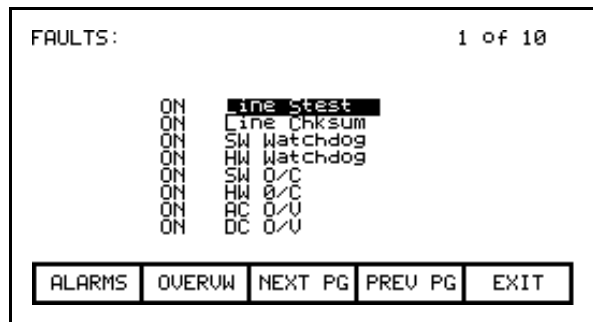 FAULTS: 1 of 10
ON Line Stest
ON Line Chksum
ON SW Watchdog
ON HW Watchdog
ON SW O/C
ON HW O/C
ON AC O/V
ON DC O/V
ALARMS OVERVW NEXT PG PREV PG EXIT